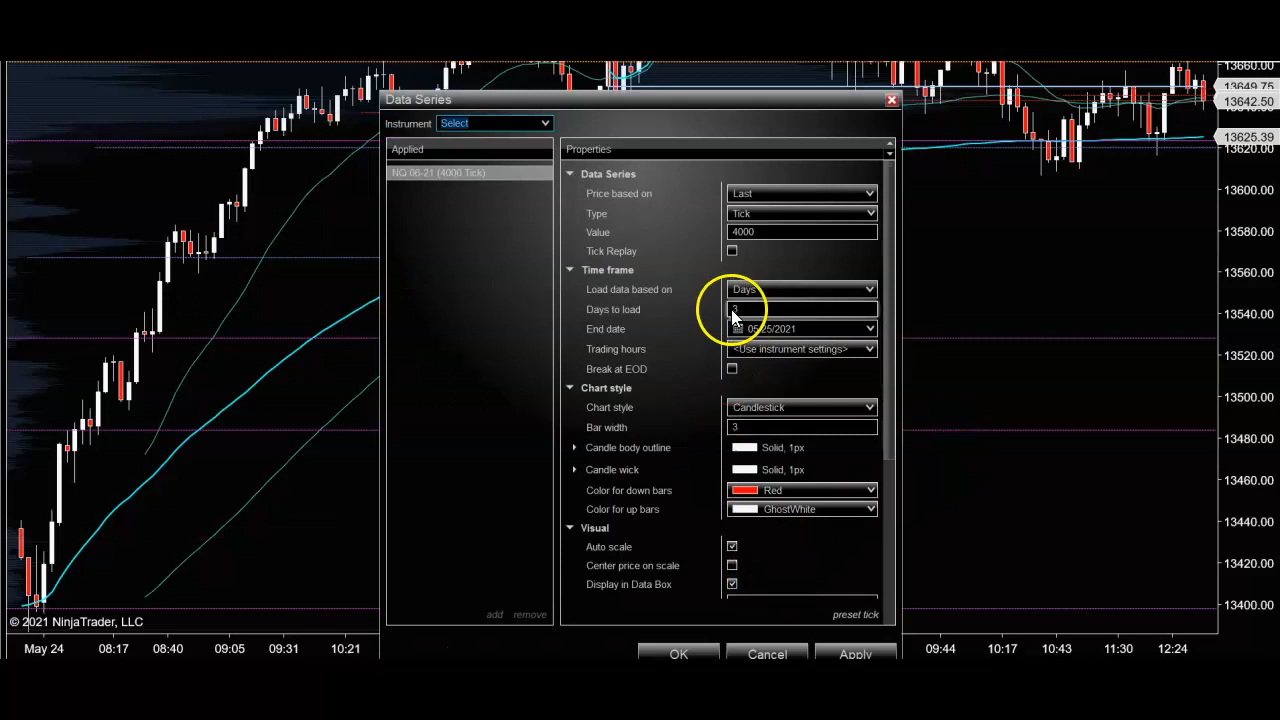 13660.00
Data Series
13649.75
13642.50
Instrument Select
13625.39
13620.00
Applied
Properties
NQ 06-21 (4000 Tick)
Data Series
Price based on Last
Type Tick
Value 4000
Tick Replay
Time frame
Load data based on Days
Days to load 3
End date 05/25/2021
Trading hours <Use instrument settings>
Break at EOD
Chart style
Chart style Candlestick
Bar width 3
Candle body outline Solid, 1px
Candle wick Solid, 1px
Color for down bars Red
Color for up bars GhostWhite
Visual
Auto scale
Center price on scale
Display in Data Box
add remove
preset tick
OK Cancel Apply
13600.00
13580.00
13560.00
13540.00
13520.00
13500.00
13480.00
13460.00
13440.00
13420.00
13400.00
© 2021 NinjaTrader, LLC
May 24 08:17 08:40 09:05 09:31 10:21 09:44 10:17 10:43 11:30 12:24